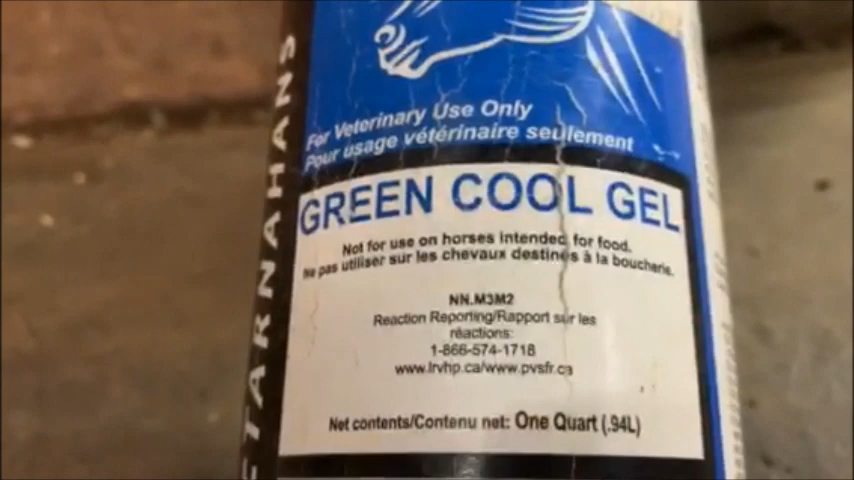 For Veterinary Use Only
Pour usage vétérinaire seulement
GREEN COOL GEL
Not for use on horses intended for food.
Ne pas utiliser sur les chevaux destinés à la boucherie.
NN.M3M2
Reaction Reporting/Rapport sur les
réactions:
1-866-574-1718
www.lrvhp.ca/www.pvsfr.ca
Net contents/Contenu net: One Quart (.94L)
ETARNAHANS